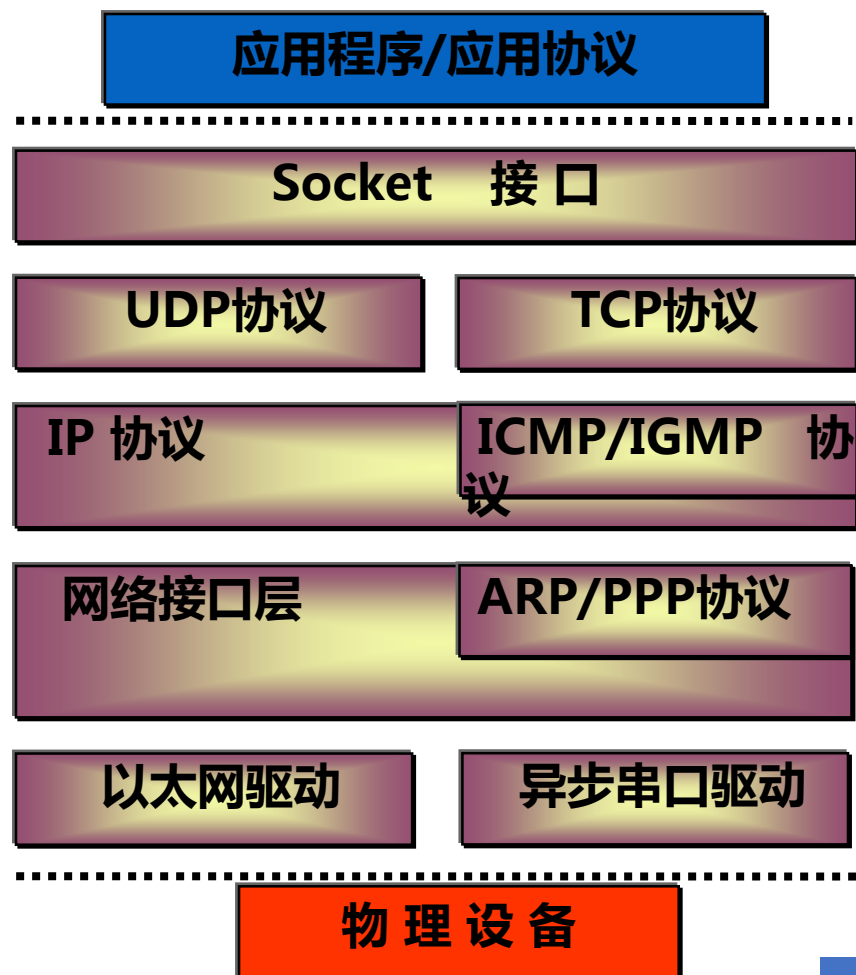 应用程序/应用协议
Socket 接 口
UDP协议
TCP协议
IP 协议
ICMP/IGMP 协
议
网络接口层
ARP/PPP协议
以太网驱动
异步串口驱动
物 理 设 备